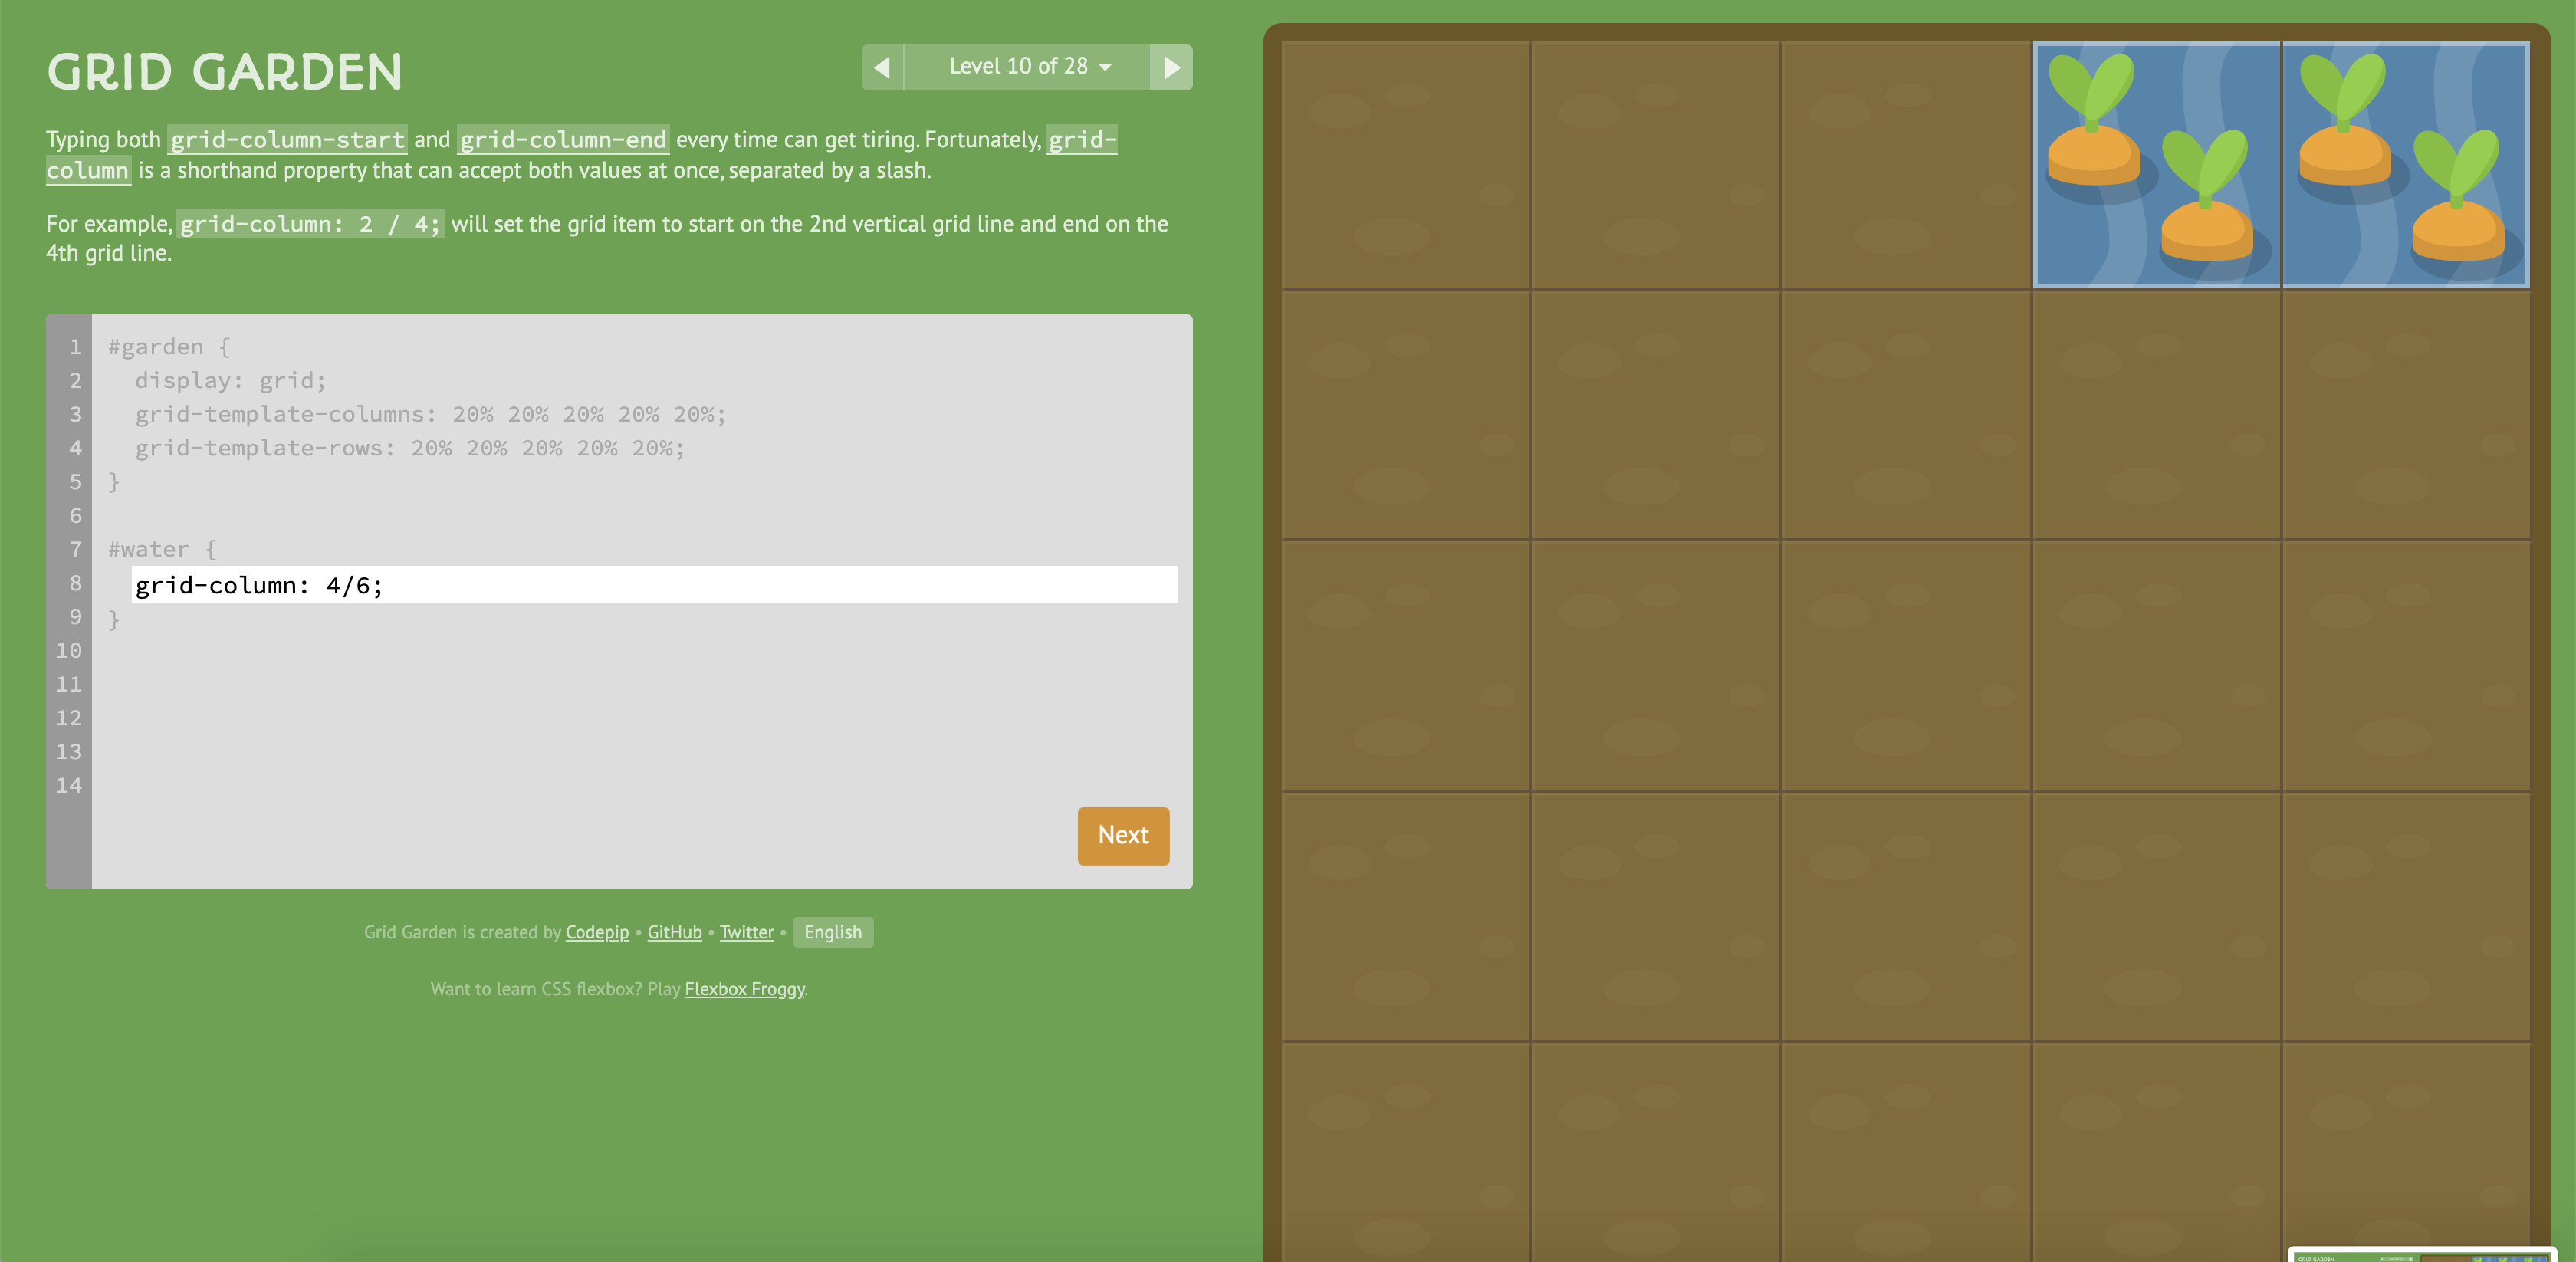 GRID GARDEN
Level 10 of 28
Typing both grid-column-start and grid-column-end every time can get tiring. Fortunately, grid-
column is a shorthand property that can accept both values at once, separated by a slash.
For example, grid-column: 2 / 4; will set the grid item to start on the 2nd vertical grid line and end on the
4th grid line.
1 #garden {
2 display: grid;
3 grid-template-columns: 20% 20% 20% 20% 20%;
4 grid-template-rows: 20% 20% 20% 20% 20%;
5 }
6
7 #water {
8 grid-column: 4/6;
9 }
10
11
12
13
14
Next
Grid Garden is created by Codepip • GitHub • Twitter • English
Want to learn CSS flexbox? Play Flexbox Froggy.
GRID GARDEN